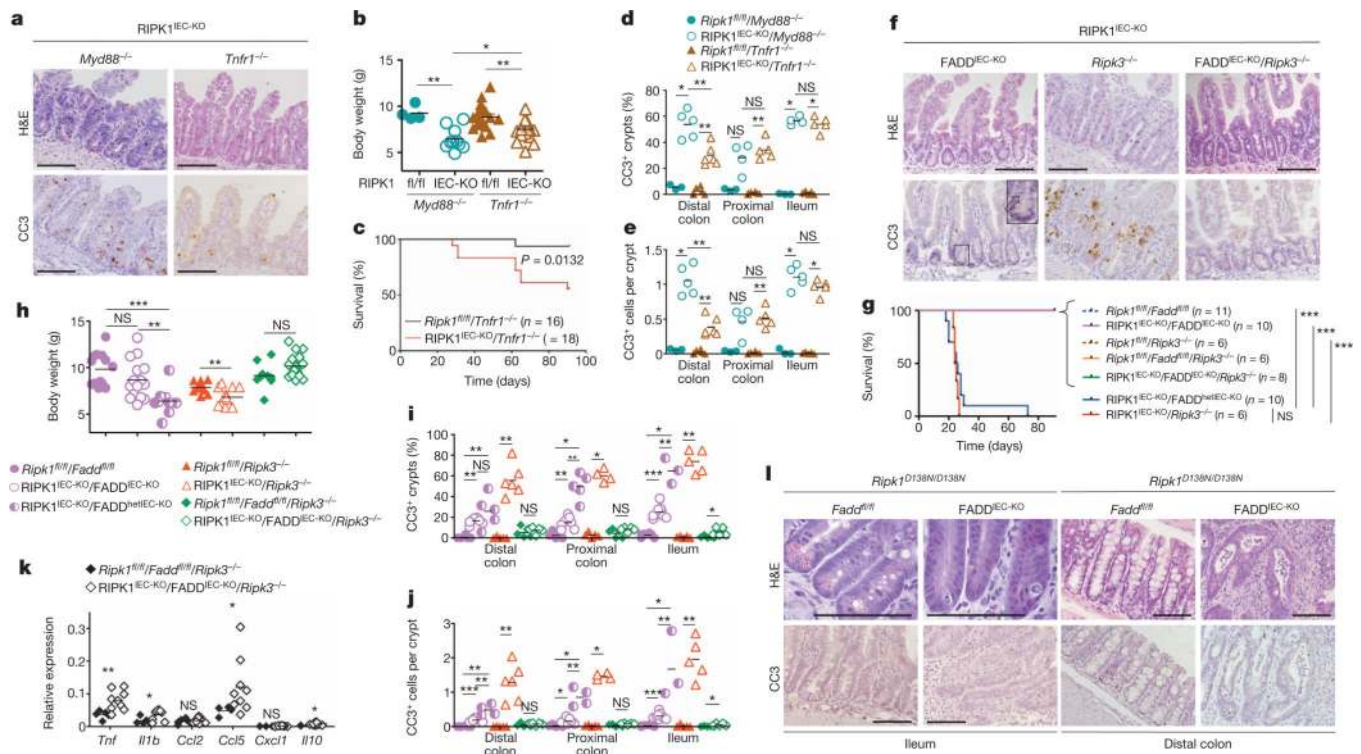 a
RIPK1IEC-KO
Myd88–/–
Tnfr1–/–
H&E
CC3
b
Body weight (g)
15
10
5
*
**
**
RIPK1
fl/fl
IEC-KO
fl/fl
IEC-KO
Myd88–/–
Tnfr1–/–
c
Survival (%)
100
50
0
P = 0.0132
Ripk1fl/fl/Tnfr1–/– (n = 16)
RIPK1IEC-KO/Tnfr1–/– ( = 18)
0 20 40 60 80 100
Time (days)
d
Ripk1fl/fl/Myd88–/–
RIPK1IEC-KO/Myd88–/–
Ripk1fl/fl/Tnfr1–/–
RIPK1IEC-KO/Tnfr1–/–
CC3+ crypts (%)
80
60
40
20
0
* ** **
NS NS **
* NS *
Distal colon
Proximal colon
Ileum
e
CC3+ cells per crypt
1.5
1
0.5
0
* ** **
NS NS **
* NS *
Distal colon
Proximal colon
Ileum
f
RIPK1IEC-KO
FADDIEC-KO
Ripk3–/–
FADDIEC-KO/Ripk3–/–
H&E
CC3
g
Survival (%)
100
50
0
0 20 40 60 80
Time (days)
Ripk1fl/fl/Faddfl/fl (n = 11)
RIPK1IEC-KO/FADDIEC-KO (n = 10)
Ripk1fl/fl/Ripk3–/– (n = 6)
Ripk1fl/fl/Faddfl/fl/Ripk3–/– (n = 6)
RIPK1IEC-KO/FADDIEC-KO/Ripk3–/– (n = 8)
RIPK1IEC-KO/FADDhetIEC-KO (n = 10)
RIPK1IEC-KO/Ripk3–/– (n = 6)
NS
***
***
***
h
Body weight (g)
15
10
5
***
NS
**
**
NS
Ripk1fl/fl/Faddfl/fl
RIPK1IEC-KO/FADDIEC-KO
RIPK1IEC-KO/FADDhetIEC-KO
Ripk1fl/fl/Ripk3–/–
RIPK1IEC-KO/Ripk3–/–
Ripk1fl/fl/Faddfl/fl/Ripk3–/–
RIPK1IEC-KO/FADDIEC-KO/Ripk3–/–
i
CC3+ crypts (%)
100
80
60
40
20
0
** NS ** ** NS
* ** ** * NS
* ** *** ** *
Distal colon
Proximal colon
Ileum
j
CC3+ cells per crypt
4
3
2
1
0
** ** *** ** NS
* ** * * NS
* ** *** ** *
Distal colon
Proximal colon
Ileum
k
Ripk1fl/fl/Faddfl/fl/Ripk3–/–
RIPK1IEC-KO/FADDIEC-KO/Ripk3–/–
Relative expression
0.3
0.2
0.1
0
**
*
NS
*
NS
*
Tnf
Il1b
Ccl2
Ccl5
Cxcl1
Il10
l
Ripk1D138N/D138N
Ripk1D138N/D138N
Faddfl/fl
FADDIEC-KO
Faddfl/fl
FADDIEC-KO
H&E
CC3
Ileum
Distal colon